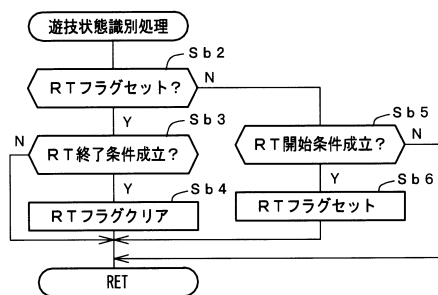 遊技状態識別処理
Sb2
RTフラグセット?
N
Y
Sb3
Sb5
N
RT終了条件成立?
RT開始条件成立?
N
Y
Sb4
Y
Sb6
RTフラグクリア
RTフラグセット
RET